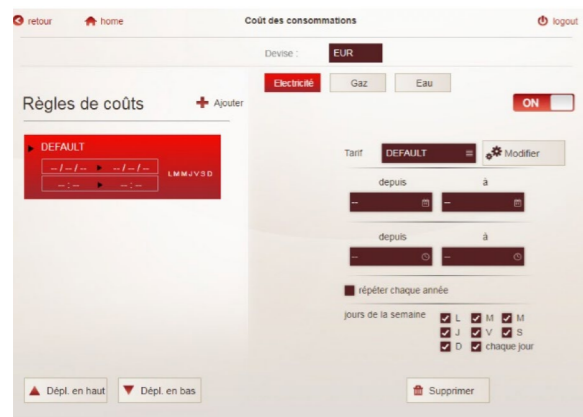 retour home Coût des consommations logout
Devise : EUR
Electricité Gaz Eau
Règles de coûts Ajouter ON
DEFAULT
--/--/-- --/--/--
--:-- --:--
LMMJVSD
Tarif DEFAULT Modifier
depuis à
-- --
depuis à
-- --
répéter chaque année
jours de la semaine
L M M
J V S
D chaque jour
Dépl. en haut Dépl. en bas Supprimer